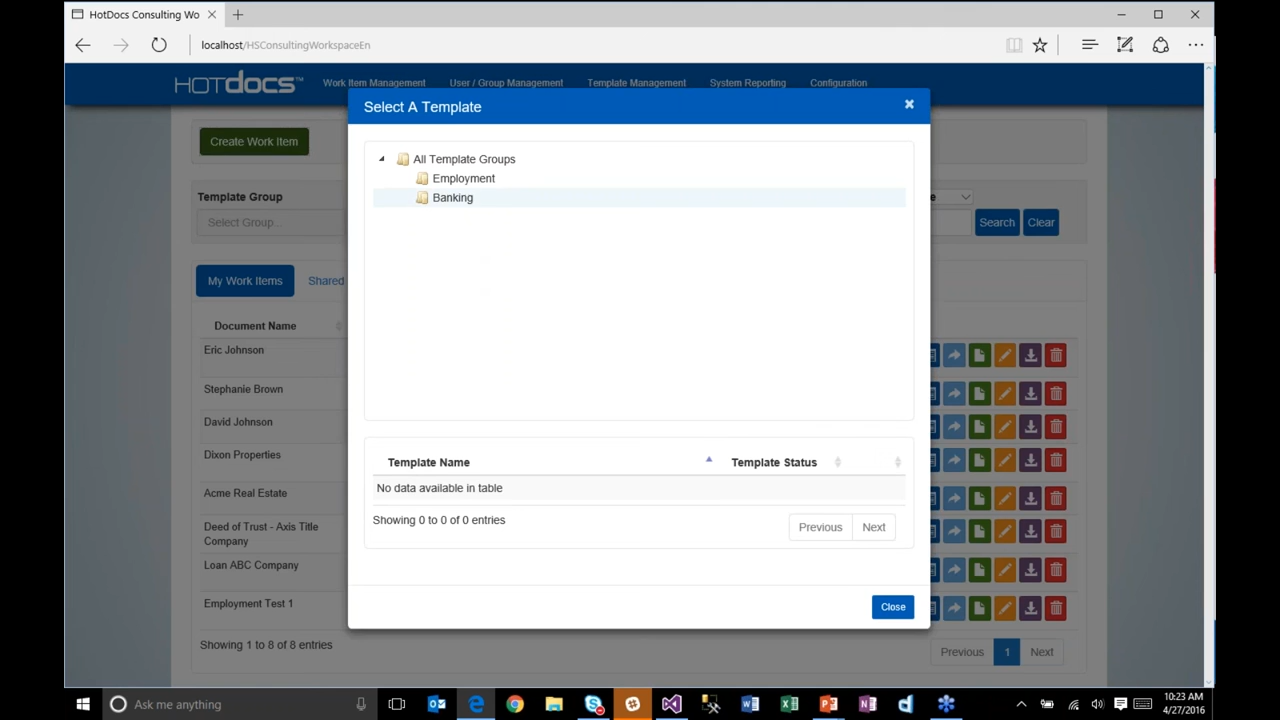 HotDocs Consulting Wo
localhost/HSConsultingWorkspaceEn
HOTDOCS™ Work Item Management User / Group Management Template Management System Reporting Configuration
Select A Template
Create Work Item
All Template Groups
Employment
Banking
Template Group
Select Group...
Search Clear
My Work Items Shared
Document Name
Eric Johnson
Stephanie Brown
David Johnson
Dixon Properties
Acme Real Estate
Deed of Trust - Axis Title
Company
Loan ABC Company
Employment Test 1
Showing 1 to 8 of 8 entries
Previous 1 Next
Template Name Template Status
No data available in table
Showing 0 to 0 of 0 entries
Previous Next
Close
Ask me anything
10:23 AM
4/27/2016